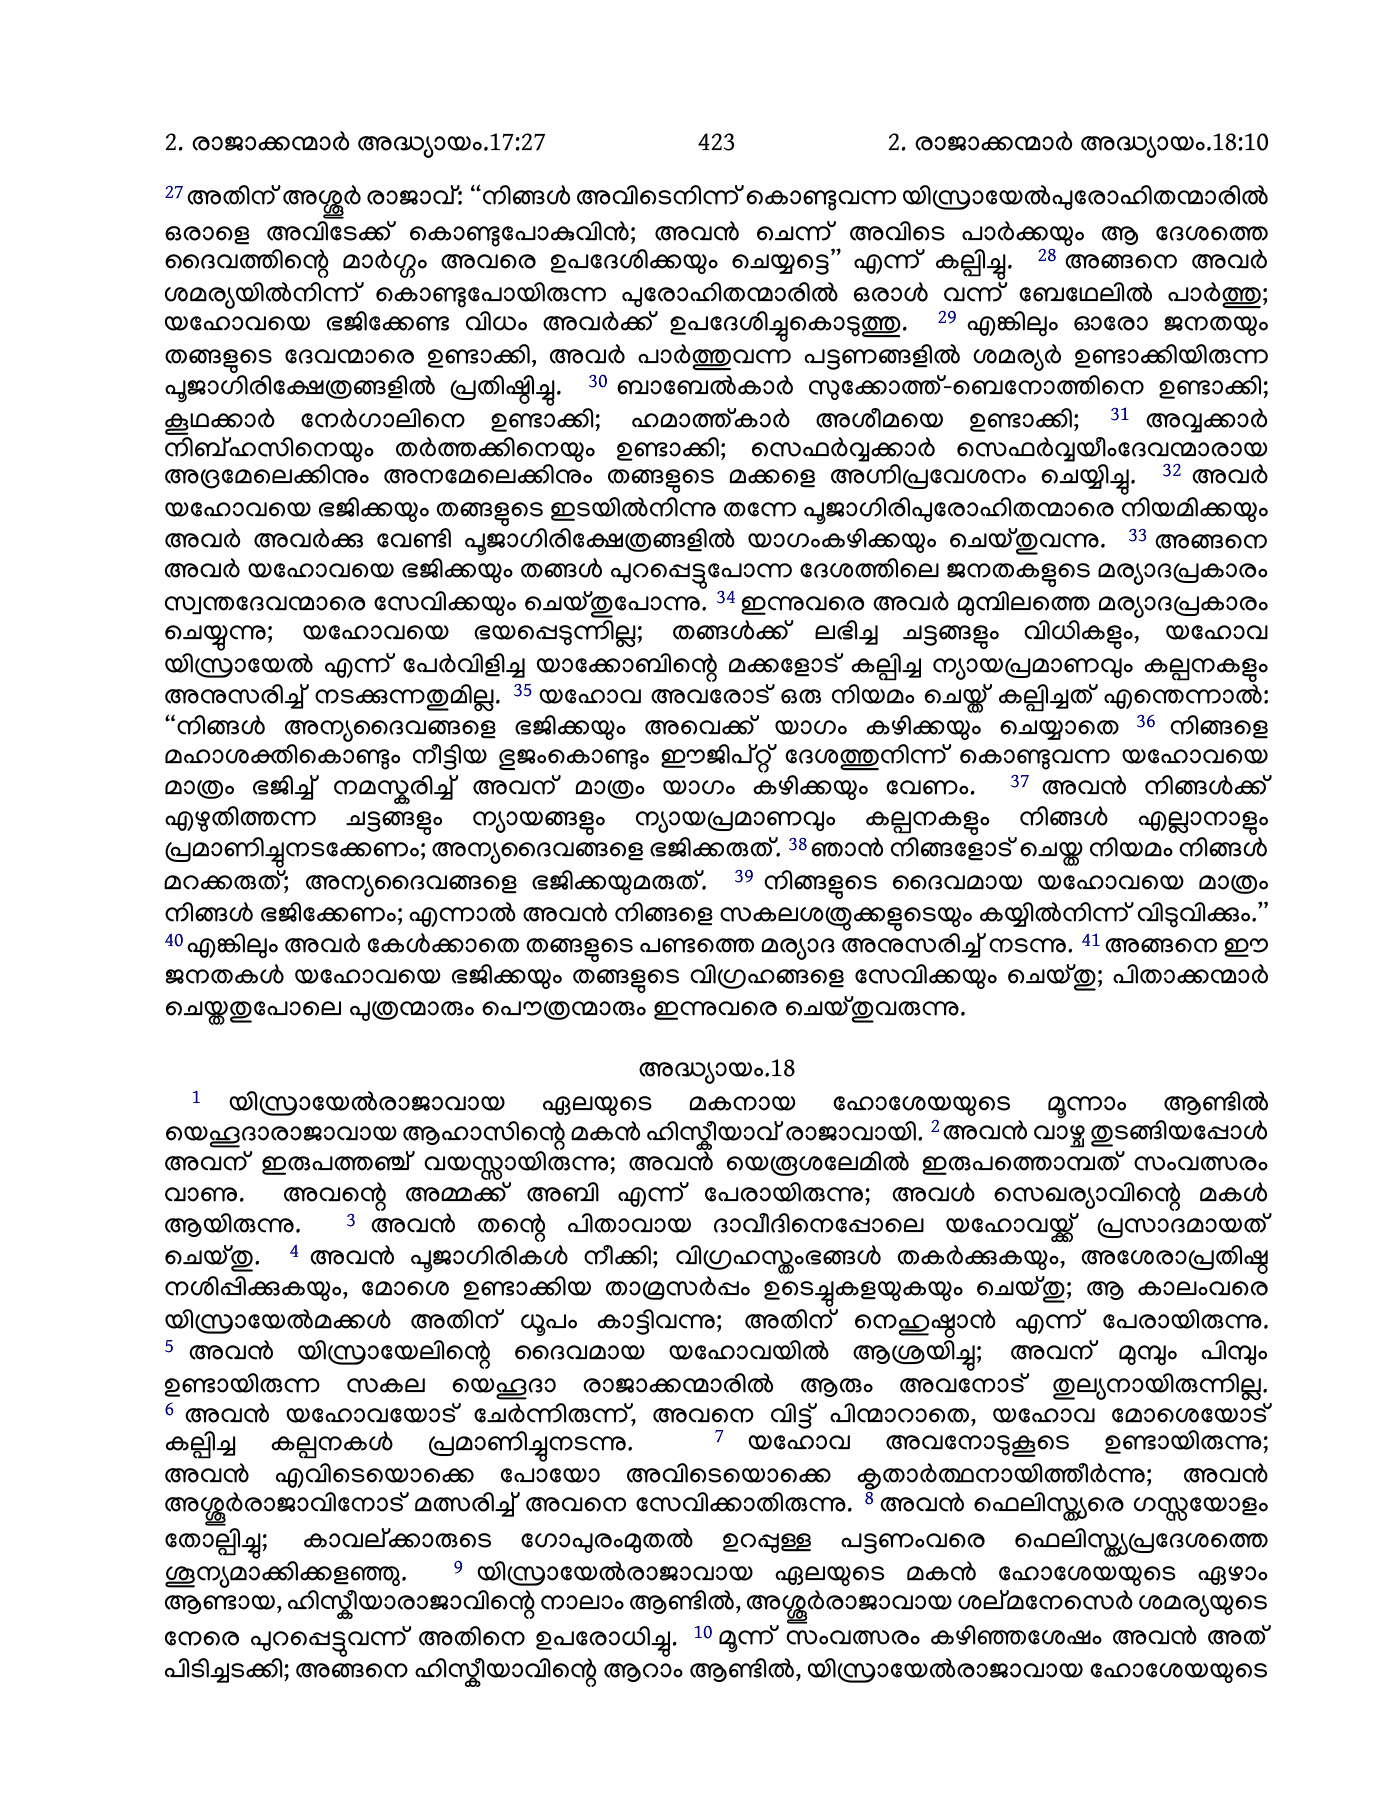 2. രാജാക്കന്മാർ അദ്ധ്യായം.17:27 423 2. രാജാക്കന്മാർ അദ്ധ്യായം.18:10
27 അതിന് അശ്ശൂർ രാജാവ്: “നിങ്ങൾ അവിടെനിന്ന് കൊണ്ടുവന്ന യിസ്രായേൽപുരോഹിതന്മാരിൽ
ഒരാളെ അവിടേക്ക് കൊണ്ടുപോകുവിൻ; അവൻ ചെന്ന് അവിടെ പാർക്കയും ആ ദേശത്തെ
ദൈവത്തിന്റെ മാർഗ്ഗം അവരെ ഉപദേശിക്കയും ചെയ്യട്ടെ” എന്ന് കല്പിച്ചു. 28 അങ്ങനെ അവർ
ശമര്യയിൽനിന്ന് കൊണ്ടുപോയിരുന്ന പുരോഹിതന്മാരിൽ ഒരാൾ വന്ന് ബേഥേലിൽ പാർത്തു;
യഹോവയെ ഭജിക്കേണ്ട വിധം അവർക്ക് ഉപദേശിച്ചുകൊടുത്തു. 29 എങ്കിലും ഓരോ ജനതയും
തങ്ങളുടെ ദേവന്മാരെ ഉണ്ടാക്കി, അവർ പാർത്തുവന്ന പട്ടണങ്ങളിൽ ശമര്യർ ഉണ്ടാക്കിയിരുന്ന
പൂജാഗിരിക്ഷേത്രങ്ങളിൽ പ്രതിഷ്ഠിച്ചു. 30 ബാബേൽകാർ സുക്കോത്ത്-ബെനോത്തിനെ ഉണ്ടാക്കി;
കൂഥക്കാർ നേർഗാലിനെ ഉണ്ടാക്കി; ഹമാത്ത്കാർ അശീമയെ ഉണ്ടാക്കി; 31 അവ്വക്കാർ
നിബ്ഹസിനെയും തർത്തക്കിനെയും ഉണ്ടാക്കി; സെഫർവ്വക്കാർ സെഫർവ്വയീംദേവന്മാരായ
അദ്രമേലെക്കിനും അനമേലെക്കിനും തങ്ങളുടെ മക്കളെ അഗ്നിപ്രവേശനം ചെയ്യിച്ചു. 32 അവർ
യഹോവയെ ഭജിക്കയും തങ്ങളുടെ ഇടയിൽനിന്നു തന്നേ പൂജാഗിരിപുരോഹിതന്മാരെ നിയമിക്കയും
അവർ അവർക്കു വേണ്ടി പൂജാഗിരിക്ഷേത്രങ്ങളിൽ യാഗംകഴിക്കയും ചെയ്തുവന്നു. 33 അങ്ങനെ
അവർ യഹോവയെ ഭജിക്കയും തങ്ങൾ പുറപ്പെട്ടുപോന്ന ദേശത്തിലെ ജനതകളുടെ മര്യാദപ്രകാരം
സ്വന്തദേവന്മാരെ സേവിക്കയും ചെയ്തുപോന്നു. 34 ഇന്നുവരെ അവർ മുമ്പിലത്തെ മര്യാദപ്രകാരം
ചെയ്യുന്നു; യഹോവയെ ഭയപ്പെടുന്നില്ല; തങ്ങൾക്ക് ലഭിച്ച ചട്ടങ്ങളും വിധികളും, യഹോവ
യിസ്രായേൽ എന്ന് പേർവിളിച്ച യാക്കോബിന്റെ മക്കളോട് കല്പിച്ച ന്യായപ്രമാണവും കല്പനകളും
അനുസരിച്ച് നടക്കുന്നതുമില്ല. 35 യഹോവ അവരോട് ഒരു നിയമം ചെയ്ത് കല്പിച്ചത് എന്തെന്നാൽ:
“നിങ്ങൾ അന്യദൈവങ്ങളെ ഭജിക്കയും അവെക്ക് യാഗം കഴിക്കയും ചെയ്യാതെ 36 നിങ്ങളെ
മഹാശക്തികൊണ്ടും നീട്ടിയ ഭുജംകൊണ്ടും ഈജിപ്റ്റ് ദേശത്തുനിന്ന് കൊണ്ടുവന്ന യഹോവയെ
മാത്രം ഭജിച്ച് നമസ്കരിച്ച് അവന് മാത്രം യാഗം കഴിക്കയും വേണം. 37 അവൻ നിങ്ങൾക്ക്
എഴുതിത്തന്ന ചട്ടങ്ങളും ന്യായങ്ങളും ന്യായപ്രമാണവും കല്പനകളും നിങ്ങൾ എല്ലാനാളും
പ്രമാണിച്ചുനടക്കേണം; അന്യദൈവങ്ങളെ ഭജിക്കരുത്. 38 ഞാൻ നിങ്ങളോട് ചെയ്ത നിയമം നിങ്ങൾ
മറക്കരുത്; അന്യദൈവങ്ങളെ ഭജിക്കയുമരുത്. 39 നിങ്ങളുടെ ദൈവമായ യഹോവയെ മാത്രം
നിങ്ങൾ ഭജിക്കേണം; എന്നാൽ അവൻ നിങ്ങളെ സകലശത്രുക്കളുടെയും കയ്യിൽനിന്ന് വിടുവിക്കും.”
40 എങ്കിലും അവർ കേൾക്കാതെ തങ്ങളുടെ പണ്ടത്തെ മര്യാദ അനുസരിച്ച് നടന്നു. 41 അങ്ങനെ ഈ
ജനതകൾ യഹോവയെ ഭജിക്കയും തങ്ങളുടെ വിഗ്രഹങ്ങളെ സേവിക്കയും ചെയ്തു; പിതാക്കന്മാർ
ചെയ്തതുപോലെ പുത്രന്മാരും പൌത്രന്മാരും ഇന്നുവരെ ചെയ്തുവരുന്നു.
അദ്ധ്യായം.18
1 യിസ്രായേൽരാജാവായ ഏലയുടെ മകനായ ഹോശേയയുടെ മൂന്നാം ആണ്ടിൽ
യെഹൂദാരാജാവായ ആഹാസിന്റെ മകൻ ഹിസ്കീയാവ് രാജാവായി. 2 അവൻ വാഴ്ച തുടങ്ങിയപ്പോൾ
അവന് ഇരുപത്തഞ്ച് വയസ്സായിരുന്നു; അവൻ യെരൂശലേമിൽ ഇരുപത്തൊമ്പത് സംവത്സരം
വാണു. അവന്റെ അമ്മക്ക് അബി എന്ന് പേരായിരുന്നു; അവൾ സെഖര്യാവിന്റെ മകൾ
ആയിരുന്നു. 3 അവൻ തന്റെ പിതാവായ ദാവീദിനെപ്പോലെ യഹോവയ്ക്ക് പ്രസാദമായത്
ചെയ്തു. 4 അവൻ പൂജാഗിരികൾ നീക്കി; വിഗ്രഹസ്തംഭങ്ങൾ തകർക്കുകയും, അശേരാപ്രതിഷ്ഠ
നശിപ്പിക്കുകയും, മോശെ ഉണ്ടാക്കിയ താമ്രസർപ്പം ഉടെച്ചുകളയുകയും ചെയ്തു; ആ കാലംവരെ
യിസ്രായേൽമക്കൾ അതിന് ധൂപം കാട്ടിവന്നു; അതിന് നെഹുഷ്ഠാൻ എന്ന് പേരായിരുന്നു.
5 അവൻ യിസ്രായേലിന്റെ ദൈവമായ യഹോവയിൽ ആശ്രയിച്ചു; അവന് മുമ്പും പിമ്പും
ഉണ്ടായിരുന്ന സകല യെഹൂദാ രാജാക്കന്മാരിൽ ആരും അവനോട് തുല്യനായിരുന്നില്ല.
6 അവൻ യഹോവയോട് ചേർന്നിരുന്ന്, അവനെ വിട്ട് പിന്മാറാതെ, യഹോവ മോശെയോട്
കല്പിച്ച കല്പനകൾ പ്രമാണിച്ചുനടന്നു. 7 യഹോവ അവനോടുകൂടെ ഉണ്ടായിരുന്നു;
അവൻ എവിടെയൊക്കെ പോയോ അവിടെയൊക്കെ കൃതാർത്ഥനായിത്തീർന്നു; അവൻ
അശ്ശൂർരാജാവിനോട് മത്സരിച്ച് അവനെ സേവിക്കാതിരുന്നു. 8 അവൻ ഫെലിസ്ത്യരെ ഗസ്സയോളം
തോല്പിച്ചു; കാവല്ക്കാരുടെ ഗോപുരംമുതൽ ഉറപ്പുള്ള പട്ടണംവരെ ഫെലിസ്ത്യപ്രദേശത്തെ
ശൂന്യമാക്കിക്കളഞ്ഞു. 9 യിസ്രായേൽരാജാവായ ഏലയുടെ മകൻ ഹോശേയയുടെ ഏഴാം
ആണ്ടായ, ഹിസ്കീയാരാജാവിന്റെ നാലാം ആണ്ടിൽ, അശ്ശൂർരാജാവായ ശല്മനേസെർ ശമര്യയുടെ
നേരെ പുറപ്പെട്ടുവന്ന് അതിനെ ഉപരോധിച്ചു. 10 മൂന്ന് സംവത്സരം കഴിഞ്ഞശേഷം അവൻ അത്
പിടിച്ചടക്കി; അങ്ങനെ ഹിസ്കീയാവിന്റെ ആറാം ആണ്ടിൽ, യിസ്രായേൽരാജാവായ ഹോശേയയുടെ